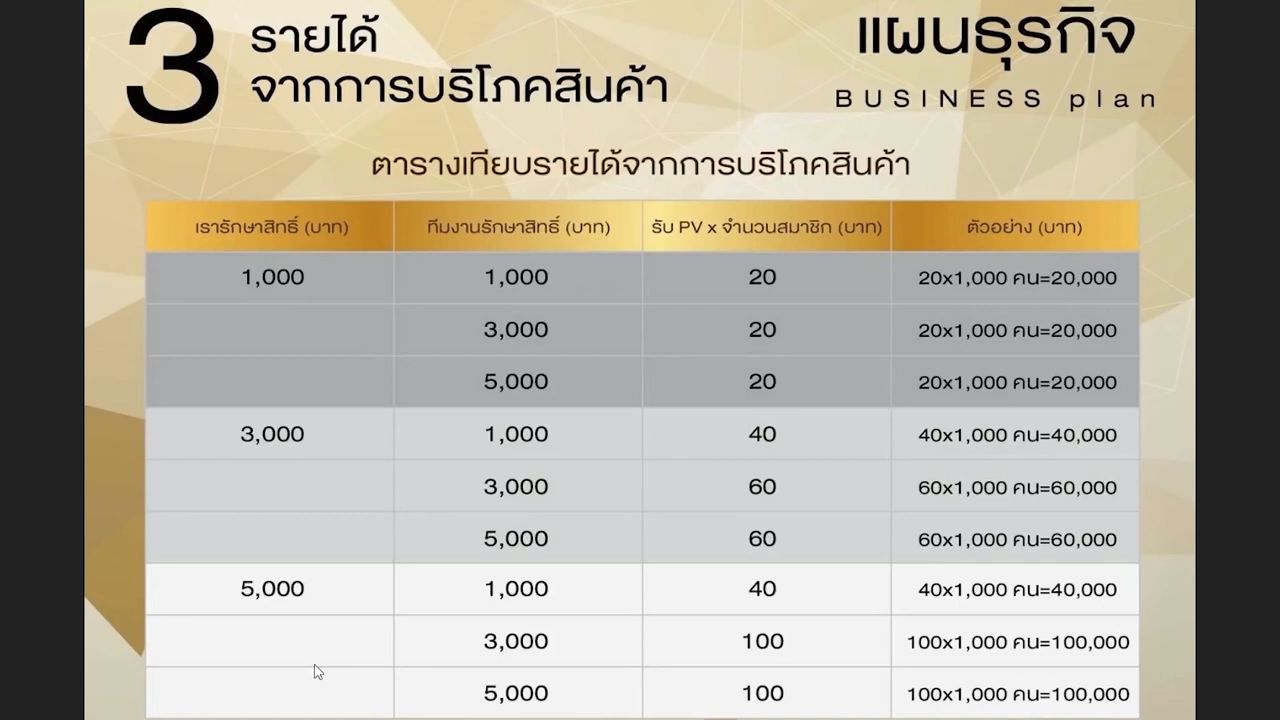 3
รายได้
จากการบริโภคสินค้า
แผนธุรกิจ
BUSINESS plan
ตารางเทียบรายได้จากการบริโภคสินค้า
เรารักษาสิทธิ์ (บาท) ทีมงานรักษาสิทธิ์ (บาท) รับ PV x จำนวนสมาชิก (บาท) ตัวอย่าง (บาท)
1,000 1,000 20 20x1,000 คน=20,000
3,000 20 20x1,000 คน=20,000
5,000 20 20x1,000 คน=20,000
3,000 1,000 40 40x1,000 คน=40,000
3,000 60 60x1,000 คน=60,000
5,000 60 60x1,000 คน=60,000
5,000 1,000 40 40x1,000 คน=40,000
3,000 100 100x1,000 คน=100,000
5,000 100 100x1,000 คน=100,000